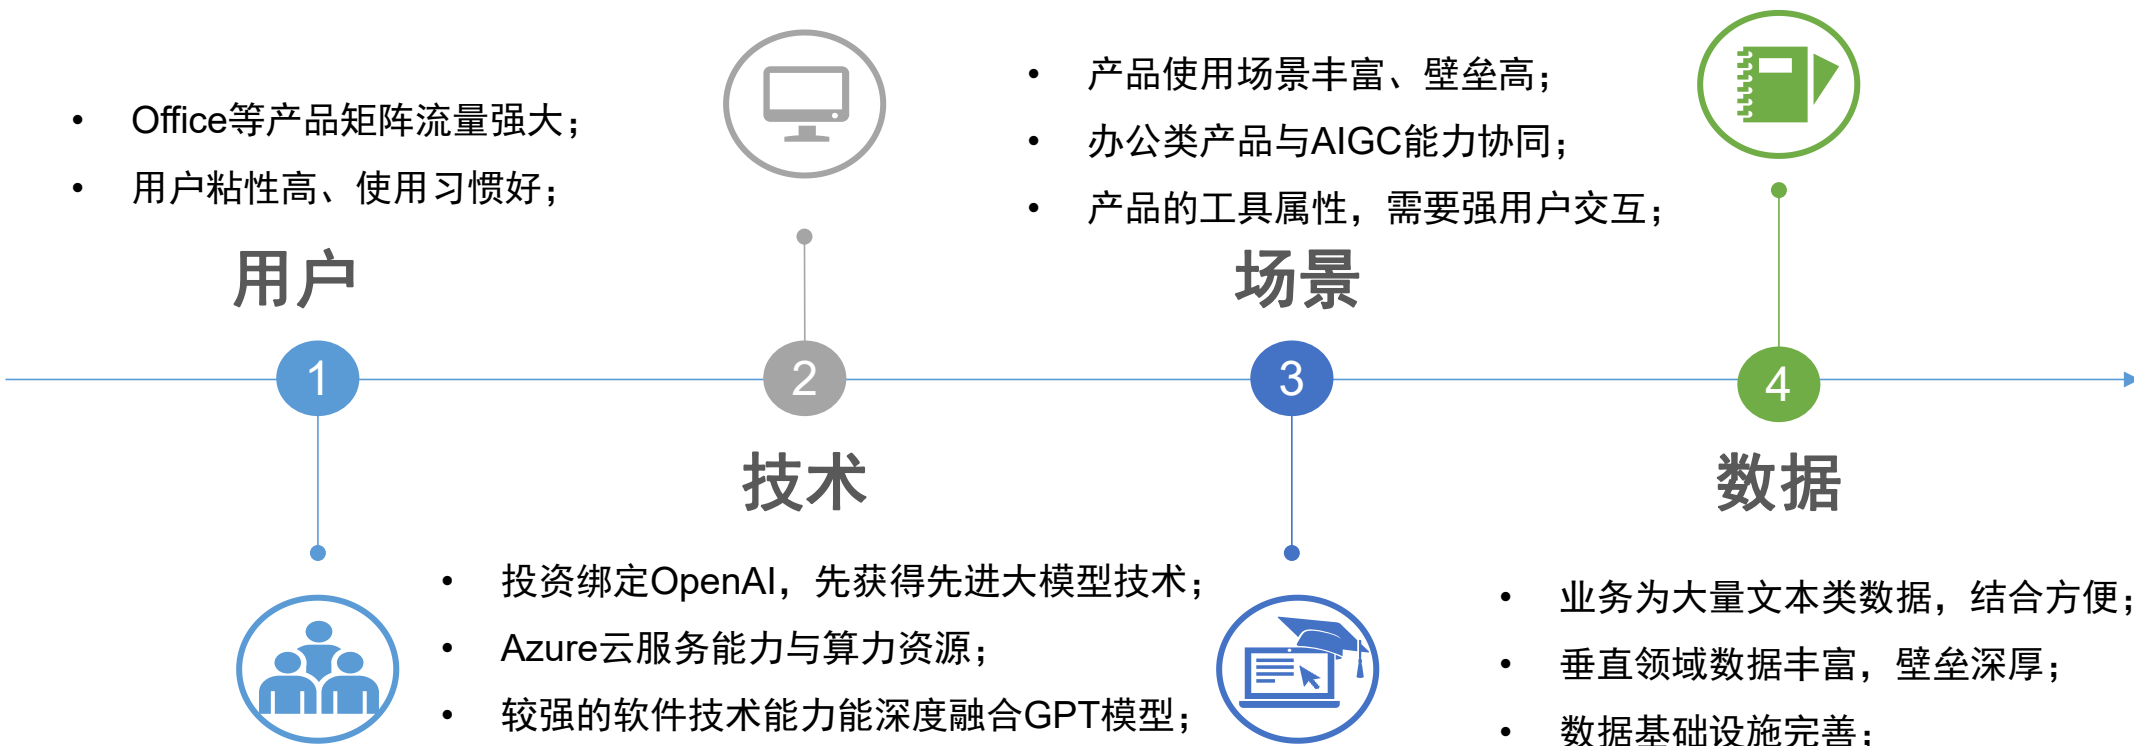 • Office等产品矩阵流量强大；
• 用户粘性高、使用习惯好；
用户
1
2
技术
• 投资绑定OpenAI，先获得先进大模型技术；
• Azure云服务能力与算力资源；
• 较强的软件技术能力能深度融合GPT模型；
• 产品使用场景丰富、壁垒高；
• 办公类产品与AIGC能力协同；
• 产品的工具属性，需要强用户交互；
场景
3
4
数据
• 业务为大量文本类数据，结合方便；
• 垂直领域数据丰富，壁垒深厚；
• 数据基础设施完善；